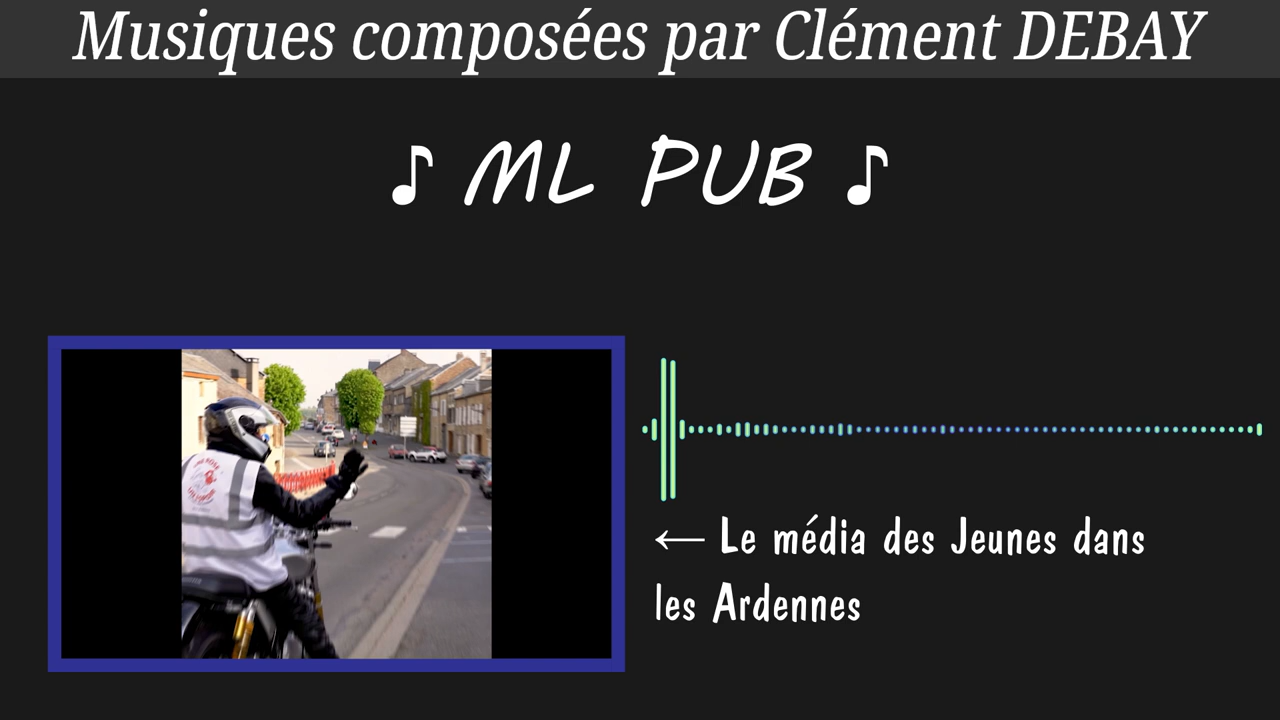 Musiques composées par Clément DEBAY
♪ ML PUB ♪
← Le média des Jeunes dans
les Ardennes